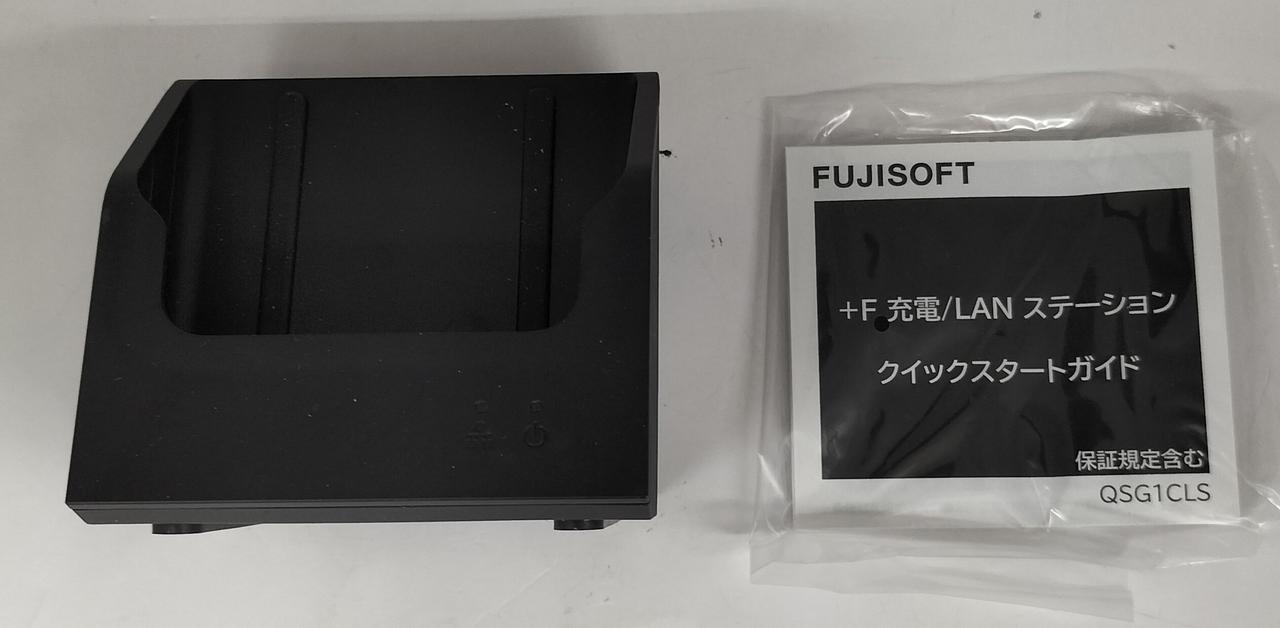 FUJISOFT
+F 充電/LAN ステーション
クイックスタートガイド
保証規定含む
QSG1CLS